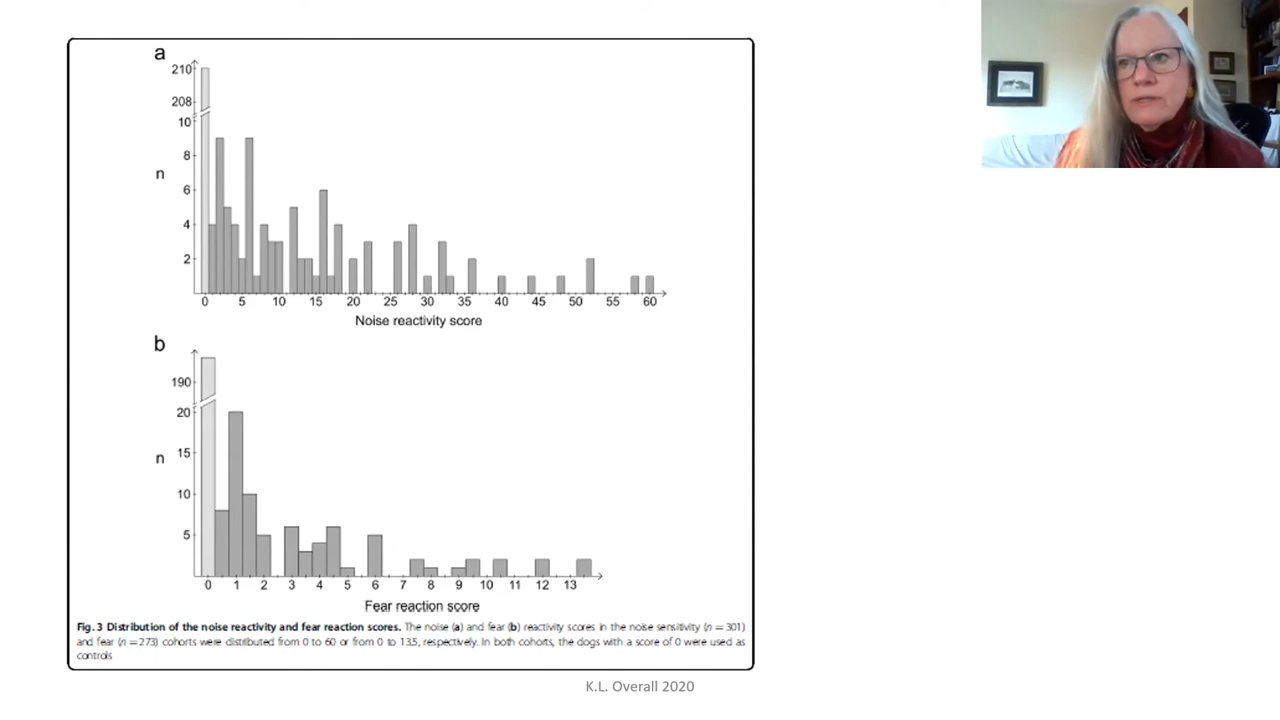 a
210
208
10
8
n
6
4
2
0 5 10 15 20 25 30 35 40 45 50 55 60
Noise reactivity score
b
190
20
n 15
10
5
0 1 2 3 4 5 6 7 8 9 10 11 12 13
Fear reaction score
Fig. 3 Distribution of the noise reactivity and fear reaction scores. The noise (a) and fear (b) reactivity scores in the noise sensitivity (n = 301)
and fear (n = 273) cohorts were distributed from 0 to 60 or from 0 to 13.5, respectively. In both cohorts, the dogs with a score of 0 were used as
controls
K.L. Overall 2020